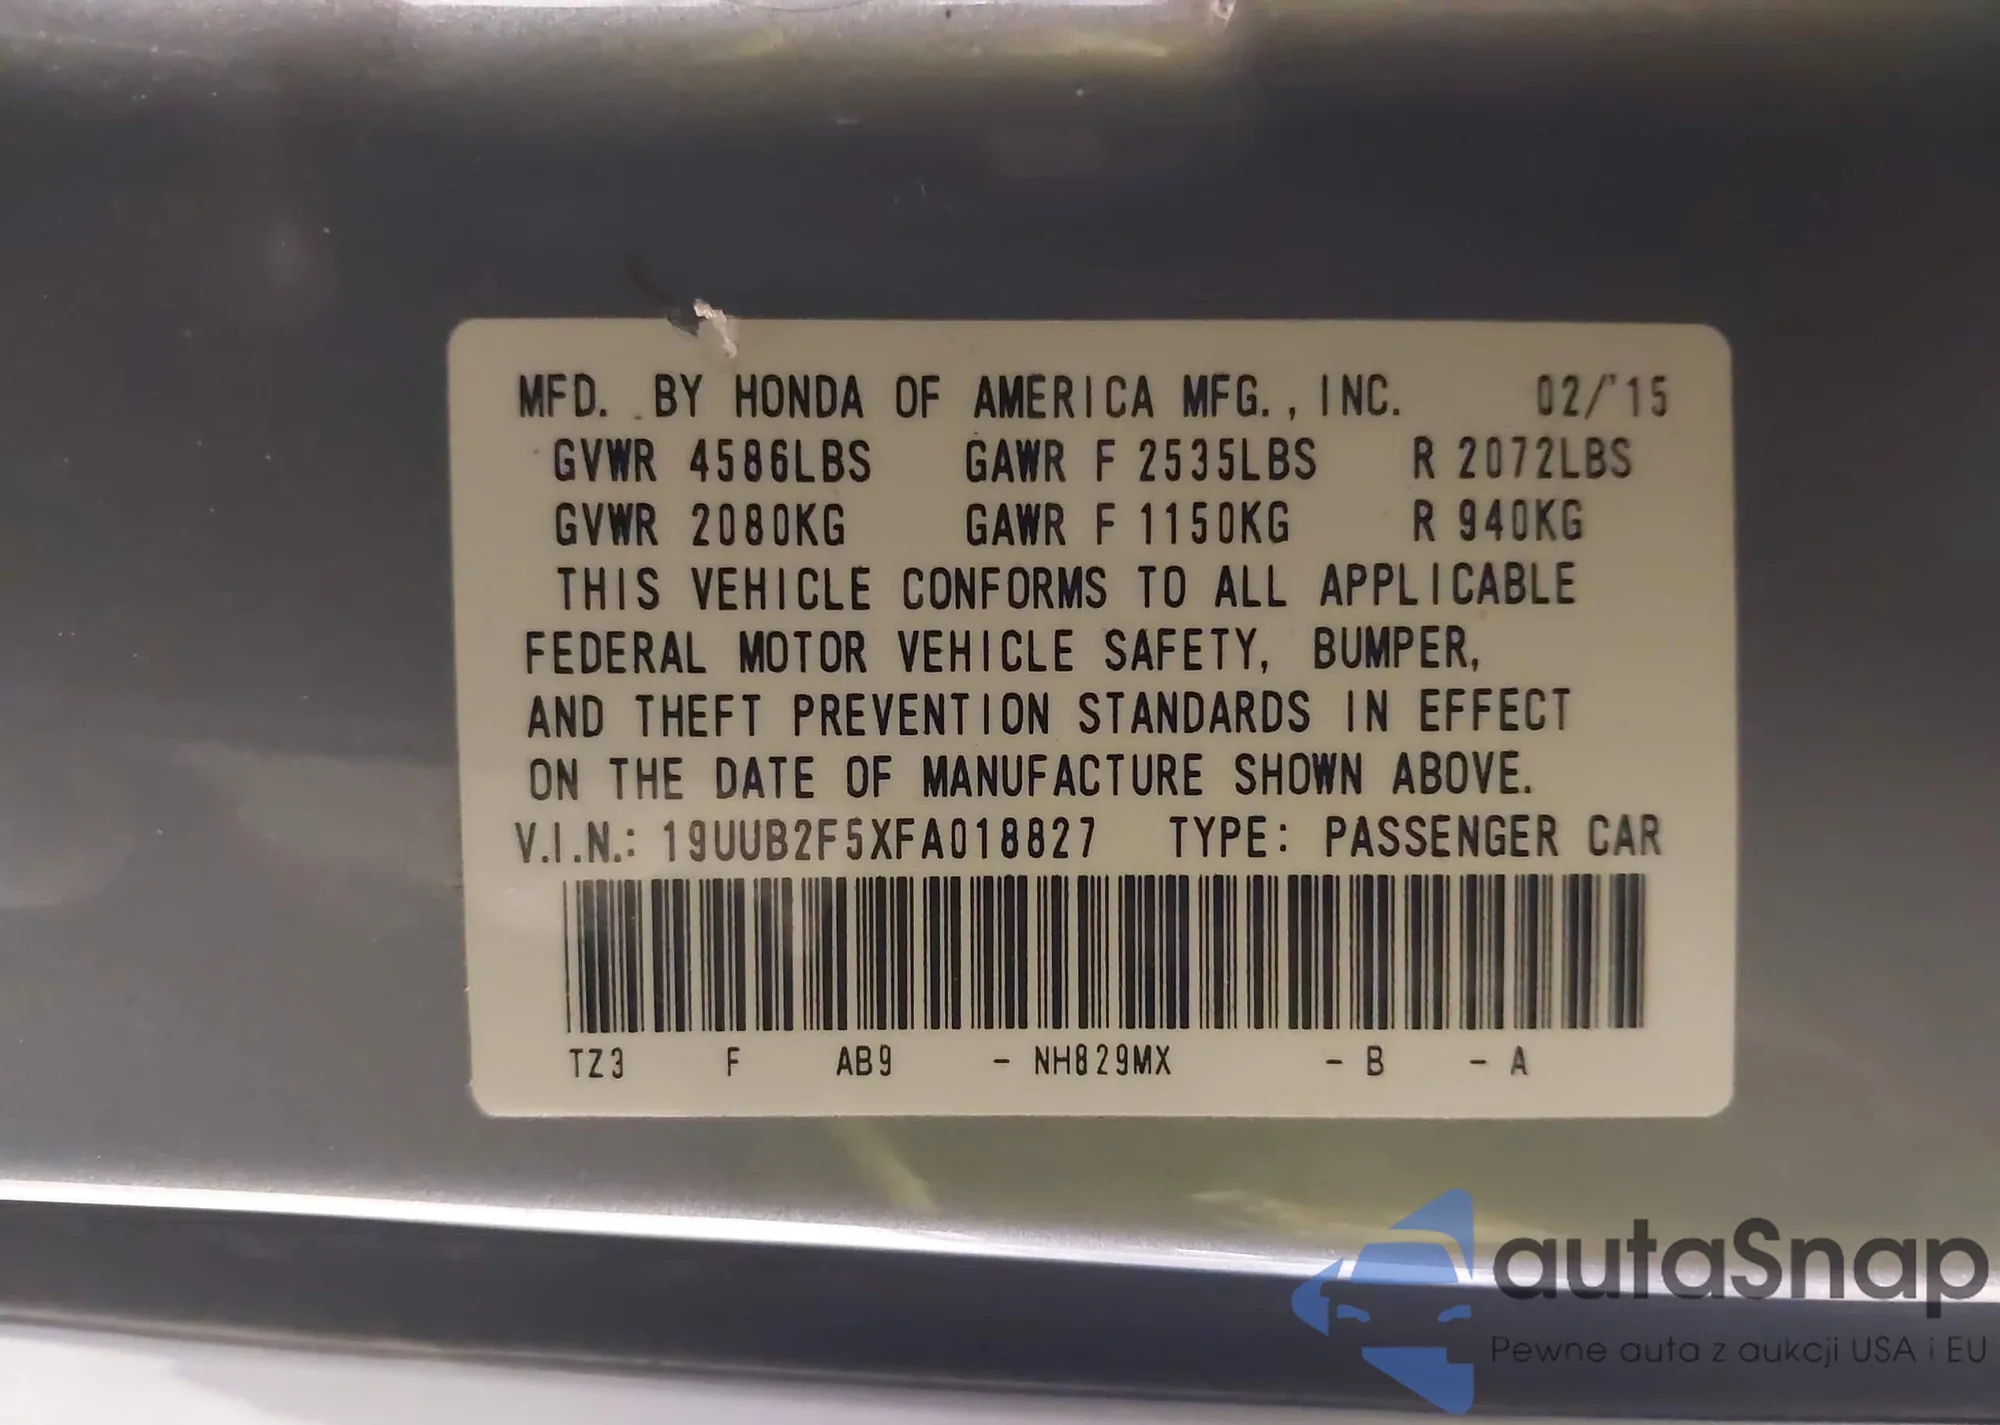 MFD. BY HONDA OF AMERICA MFG., INC. 02/'15
GVWR 4586LBS GAWR F 2535LBS R 2072LBS
GVWR 2080KG GAWR F 1150KG R 940KG
THIS VEHICLE CONFORMS TO ALL APPLICABLE
FEDERAL MOTOR VEHICLE SAFETY, BUMPER,
AND THEFT PREVENTION STANDARDS IN EFFECT
ON THE DATE OF MANUFACTURE SHOWN ABOVE.
V.I.N.: 19UUB2F5XFA018827 TYPE: PASSENGER CAR
TZ3 F AB9 - NH829MX - B - A
autaSnap
Pewne auta z aukcji USA i EU